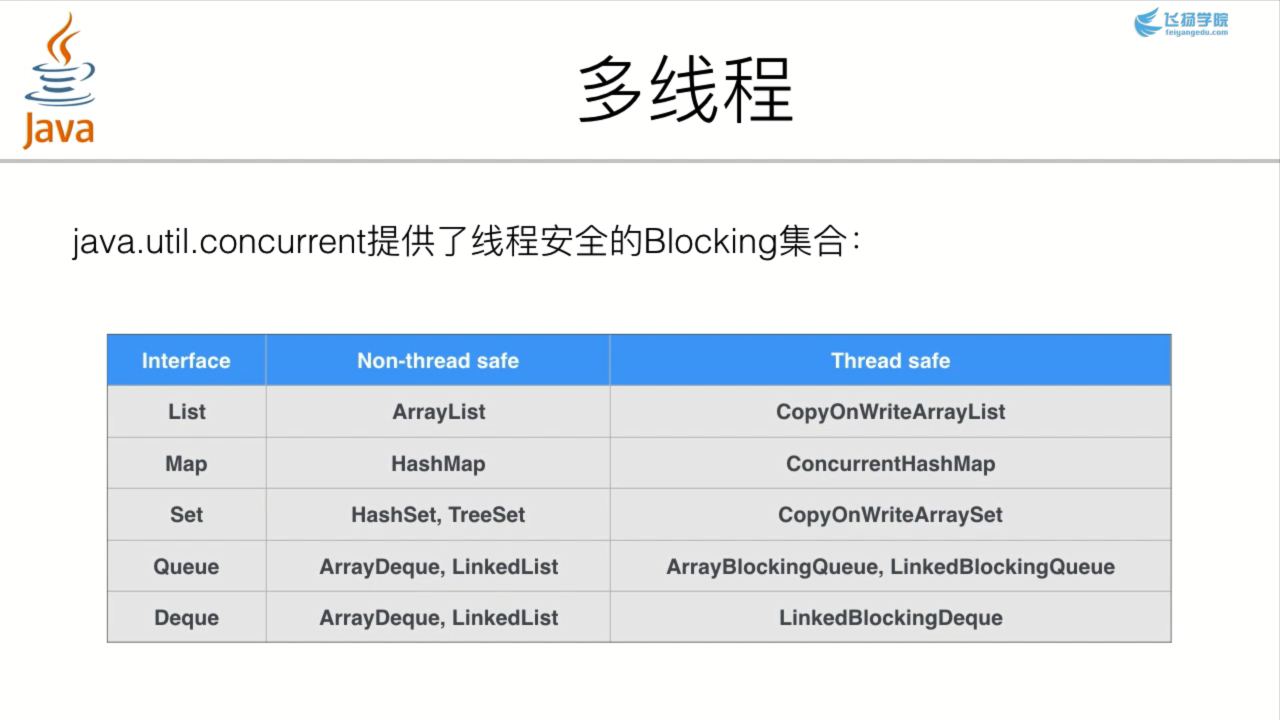 飞扬学院
feiyangedu.com
Java
多线程
java.util.concurrent提供了线程安全的Blocking集合：
Interface Non-thread safe Thread safe
List ArrayList CopyOnWriteArrayList
Map HashMap ConcurrentHashMap
Set HashSet, TreeSet CopyOnWriteArraySet
Queue ArrayDeque, LinkedList ArrayBlockingQueue, LinkedBlockingQueue
Deque ArrayDeque, LinkedList LinkedBlockingDeque